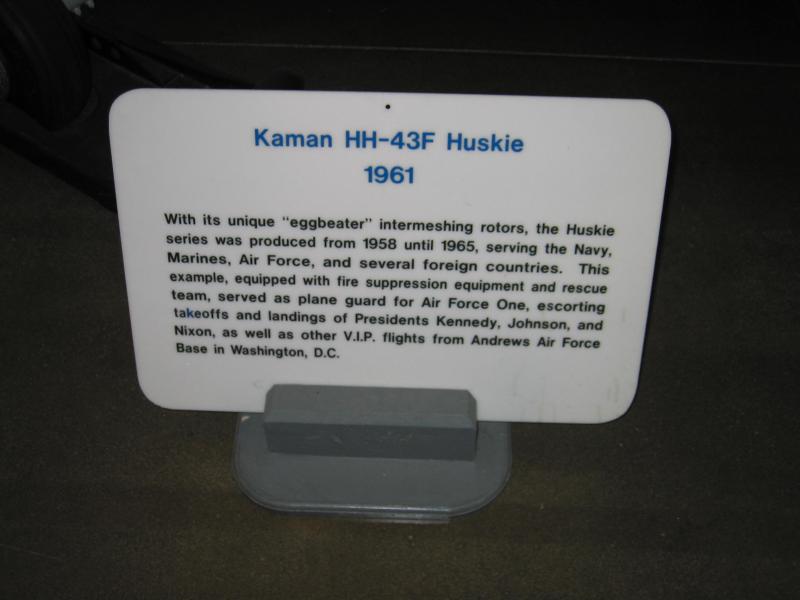 Kaman HH-43F Huskie
1961
With its unique "eggbeater" intermeshing rotors, the Huskie
series was produced from 1958 until 1965, serving the Navy,
Marines, Air Force, and several foreign countries. This
example, equipped with fire suppression equipment and rescue
team, served as plane guard for Air Force One, escorting
takeoffs and landings of Presidents Kennedy, Johnson, and
Nixon, as well as other V.I.P. flights from Andrews Air Force
Base in Washington, D.C.